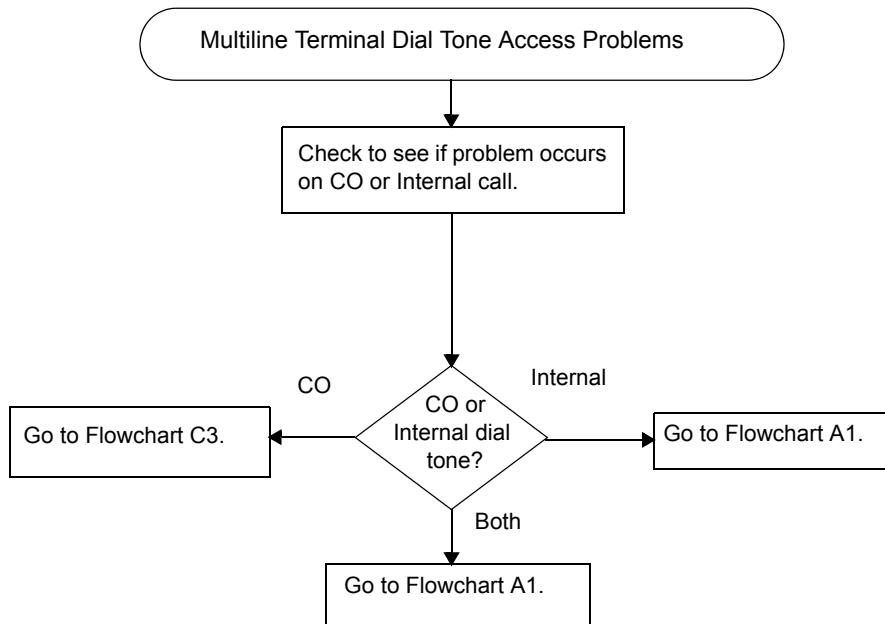 Multiline Terminal Dial Tone Access Problems
Check to see if problem occurs
on CO or Internal call.
CO
Internal
CO or
Internal dial
tone?
Go to Flowchart C3.
Go to Flowchart A1.
Both
Go to Flowchart A1.